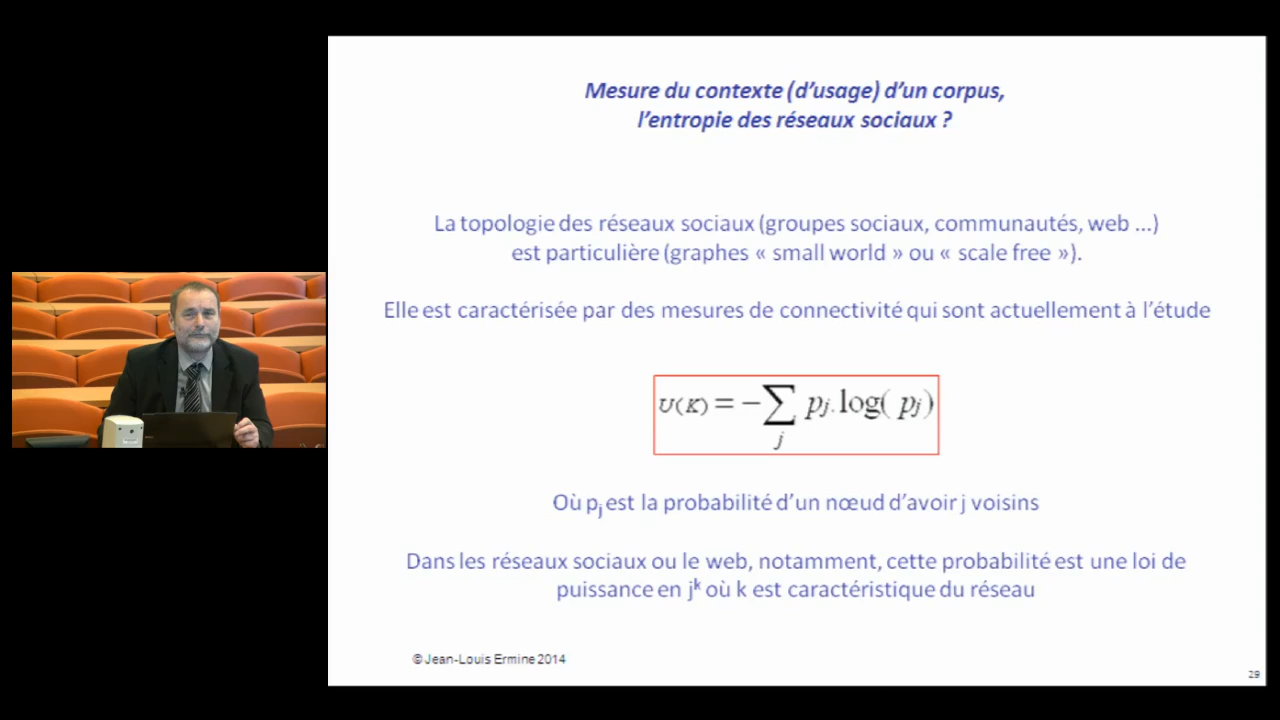 Mesure du contexte (d'usage) d'un corpus,
l'entropie des réseaux sociaux ?
La topologie des réseaux sociaux (groupes sociaux, communautés, web ...)
est particulière (graphes « small world » ou « scale free »).
Elle est caractérisée par des mesures de connectivité qui sont actuellement à l'étude
U(K) = −∑ pj.log( pj)
j
Où pj est la probabilité d'un nœud d'avoir j voisins
Dans les réseaux sociaux ou le web, notamment, cette probabilité est une loi de
puissance en j^k où k est caractéristique du réseau
© Jean-Louis Ermine 2014
29